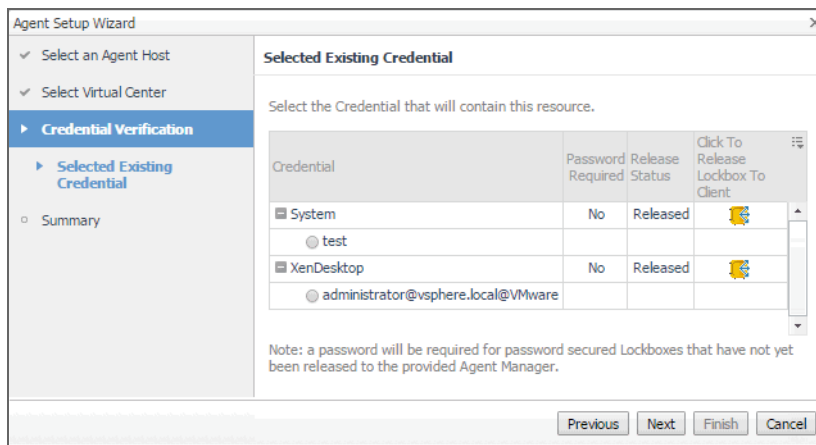 Agent Setup Wizard
Select an Agent Host
Select Virtual Center
Credential Verification
Selected Existing
Credential
Summary
Selected Existing Credential
Select the Credential that will contain this resource.
Credential
Password
Required
Release
Status
Click To
Release
Lockbox To
Client
System No Released
test
XenDesktop No Released
administrator@vsphere.local@VMware
Note: a password will be required for password secured Lockboxes that have not yet
been released to the provided Agent Manager.
Previous Next Finish Cancel